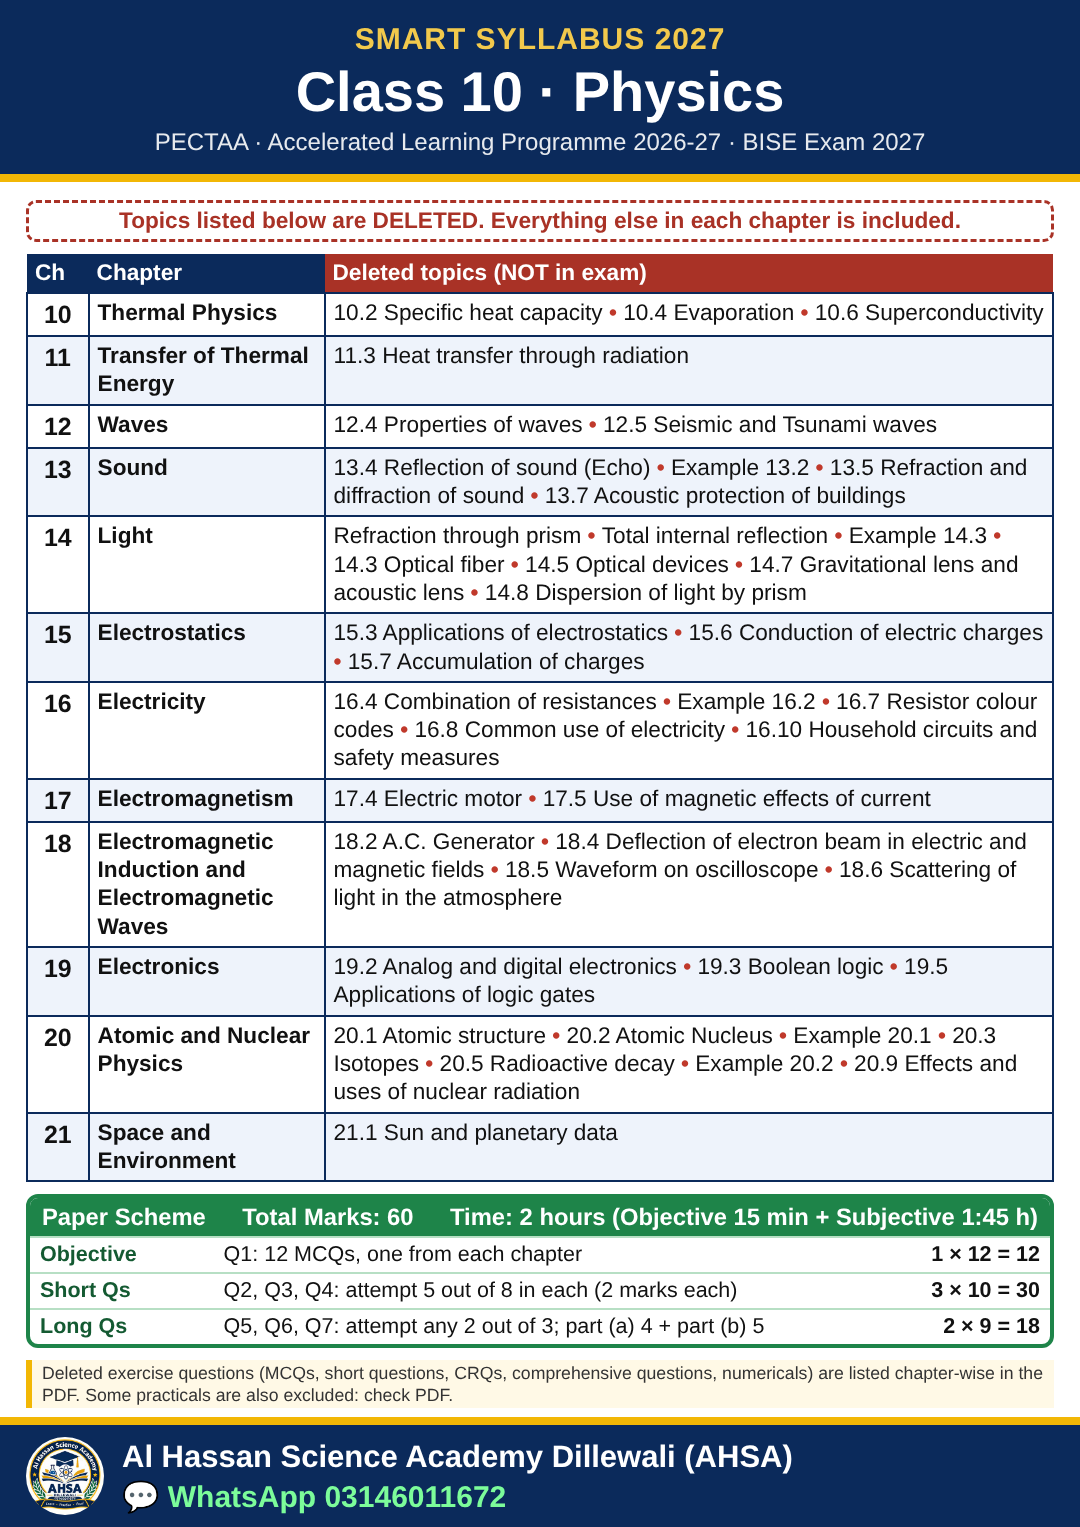 SMART SYLLABUS 2027
Class 10 · Physics
PECTAA · Accelerated Learning Programme 2026-27 · BISE Exam 2027
Topics listed below are DELETED. Everything else in each chapter is included.
Ch Chapter Deleted topics (NOT in exam)
10 Thermal Physics 10.2 Specific heat capacity • 10.4 Evaporation • 10.6 Superconductivity
11 Transfer of Thermal 11.3 Heat transfer through radiation
Energy
12 Waves 12.4 Properties of waves • 12.5 Seismic and Tsunami waves
13 Sound 13.4 Reflection of sound (Echo) • Example 13.2 • 13.5 Refraction and
diffraction of sound • 13.7 Acoustic protection of buildings
14 Light Refraction through prism • Total internal reflection • Example 14.3 •
14.3 Optical fiber • 14.5 Optical devices • 14.7 Gravitational lens and
acoustic lens • 14.8 Dispersion of light by prism
15 Electrostatics 15.3 Applications of electrostatics • 15.6 Conduction of electric charges
• 15.7 Accumulation of charges
16 Electricity 16.4 Combination of resistances • Example 16.2 • 16.7 Resistor colour
codes • 16.8 Common use of electricity • 16.10 Household circuits and
safety measures
17 Electromagnetism 17.4 Electric motor • 17.5 Use of magnetic effects of current
18 Electromagnetic 18.2 A.C. Generator • 18.4 Deflection of electron beam in electric and
Induction and magnetic fields • 18.5 Waveform on oscilloscope • 18.6 Scattering of
Electromagnetic light in the atmosphere
Waves
19 Electronics 19.2 Analog and digital electronics • 19.3 Boolean logic • 19.5
Applications of logic gates
20 Atomic and Nuclear 20.1 Atomic structure • 20.2 Atomic Nucleus • Example 20.1 • 20.3
Physics Isotopes • 20.5 Radioactive decay • Example 20.2 • 20.9 Effects and
uses of nuclear radiation
21 Space and 21.1 Sun and planetary data
Environment
Paper Scheme Total Marks: 60 Time: 2 hours (Objective 15 min + Subjective 1:45 h)
Objective Q1: 12 MCQs, one from each chapter 1 × 12 = 12
Short Qs Q2, Q3, Q4: attempt 5 out of 8 in each (2 marks each) 3 × 10 = 30
Long Qs Q5, Q6, Q7: attempt any 2 out of 3; part (a) 4 + part (b) 5 2 × 9 = 18
Deleted exercise questions (MCQs, short questions, CRQs, comprehensive questions, numericals) are listed chapter-wise in the
PDF. Some practicals are also excluded: check PDF.
Al Hassan Science Academy
AHSA
DILLEWALI
Al Hassan Science Academy Dillewali (AHSA)
WhatsApp 03146011672